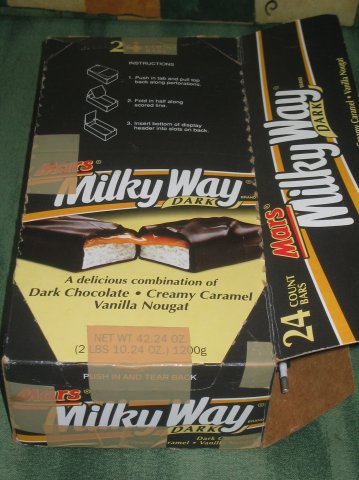 24
INSTRUCTIONS
1. Push in tab and pull top
back along perforations.
2. Fold in half along
scored line.
3. Insert bottom of display
header into slots on back.
Mars®
Milky Way®
DARK BRAND
A delicious combination of
Dark Chocolate • Creamy Caramel
Vanilla Nougat
NET WT 42.24 OZ.
(2 LBS 10.24 OZ.) 1200g
PUSH IN AND TEAR BACK
Mars®
Milky Way®
DARK BRAND
Dark
Caramel • Vanilla Nougat
Mars®
Milky Way®
DARK BRAND
24 COUNT
BARS